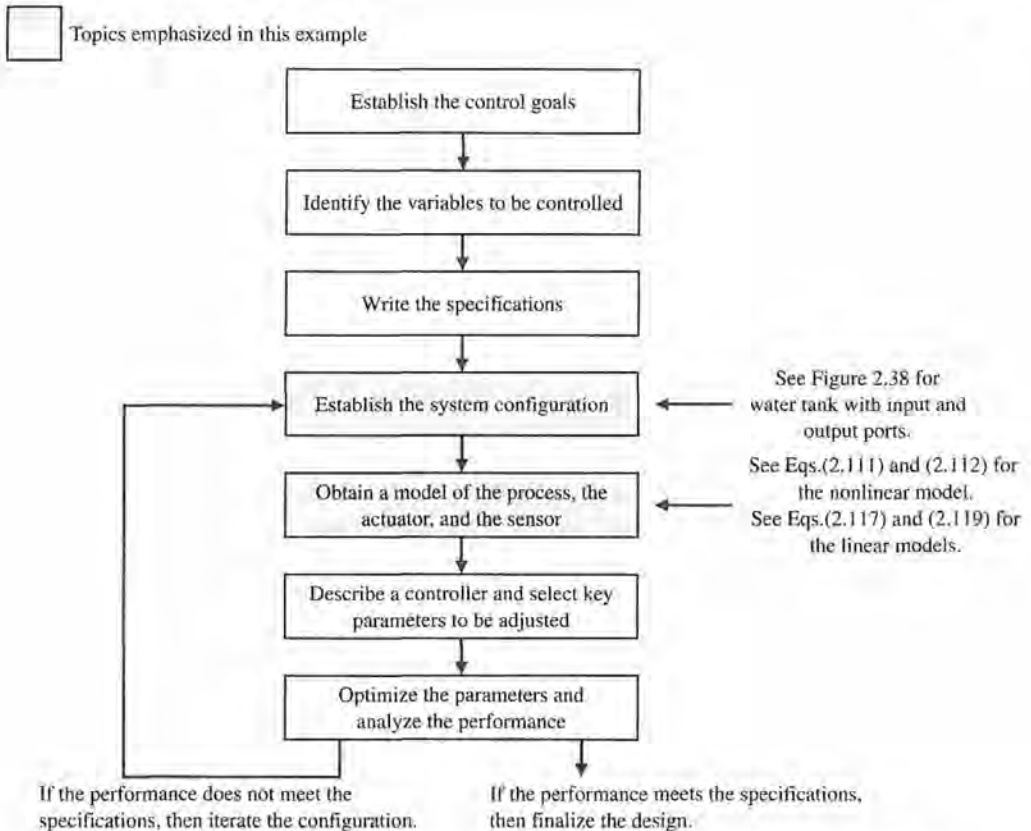 Topics emphasized in this example
Establish the control goals
Identify the variables to be controlled
Write the specifications
Establish the system configuration
See Figure 2.38 for
water tank with input and
output ports.
Obtain a model of the process, the
actuator, and the sensor
See Eqs.(2.111) and (2.112) for
the nonlinear model.
See Eqs.(2.117) and (2.119) for
the linear models.
Describe a controller and select key
parameters to be adjusted
Optimize the parameters and
analyze the performance
If the performance does not meet the
specifications, then iterate the configuration.
If the performance meets the specifications,
then finalize the design.